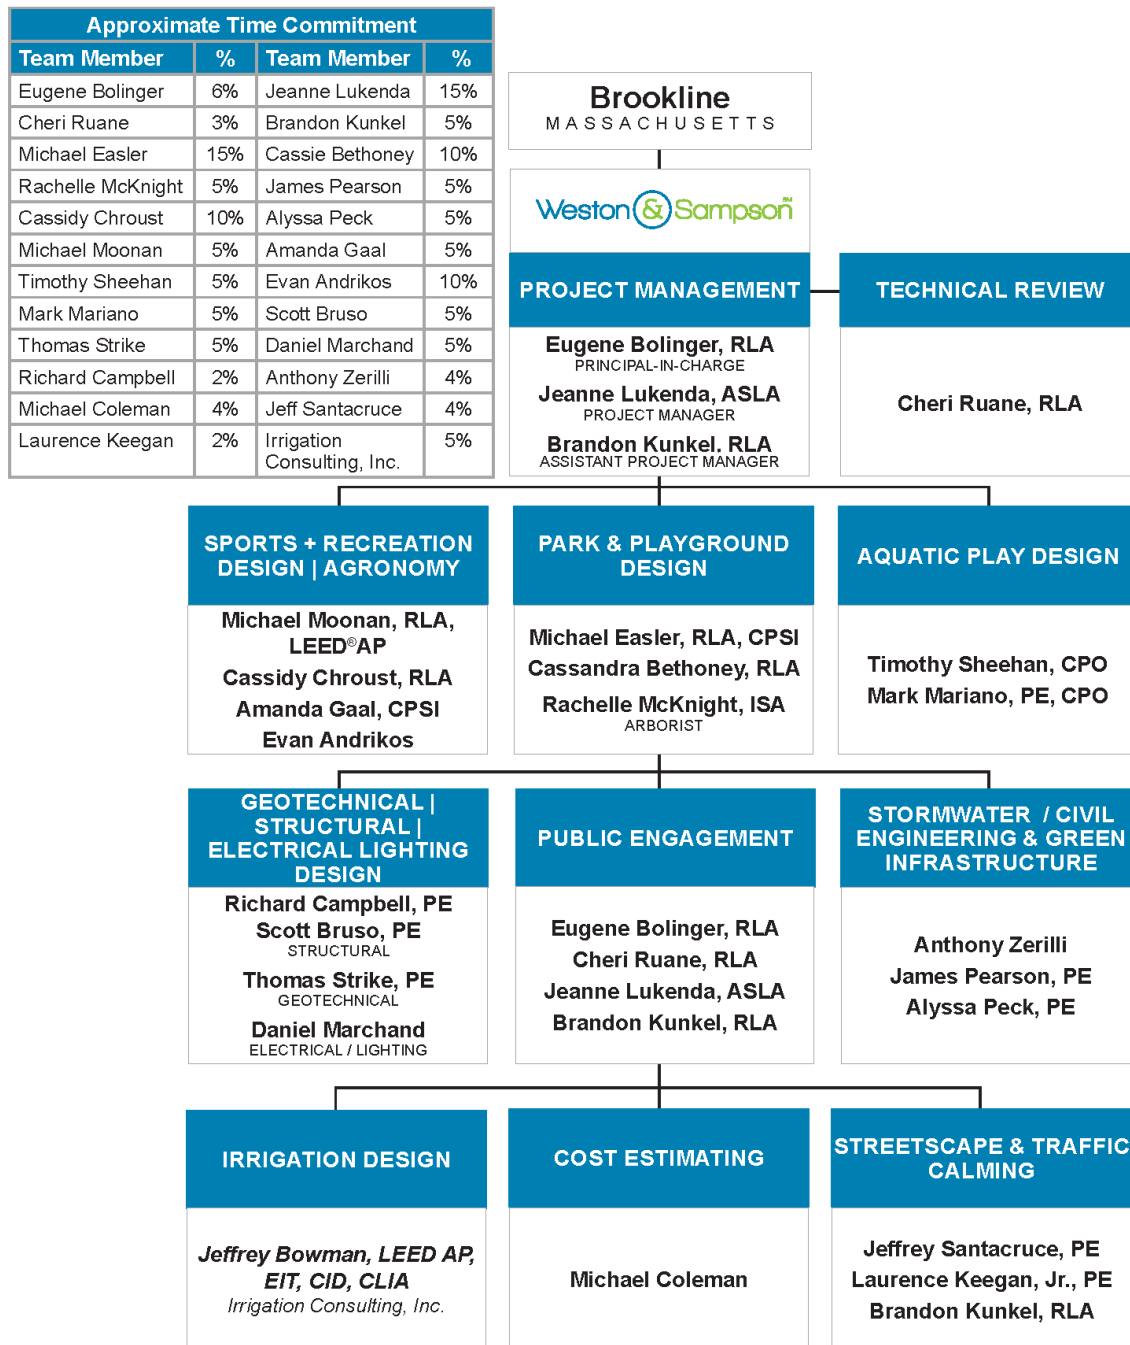 Approximate Time Commitment
Team Member % Team Member %
Eugene Bolinger 6% Jeanne Lukenda 15%
Cheri Ruane 3% Brandon Kunkel 5%
Michael Easler 15% Cassie Bethoney 10%
Rachelle McKnight 5% James Pearson 5%
Cassidy Chroust 10% Alyssa Peck 5%
Michael Moonan 5% Amanda Gaal 5%
Timothy Sheehan 5% Evan Andrikos 10%
Mark Mariano 5% Scott Bruso 5%
Thomas Strike 5% Daniel Marchand 5%
Richard Campbell 2% Anthony Zerilli 4%
Michael Coleman 4% Jeff Santacruce 4%
Laurence Keegan 2% Irrigation 5%
Consulting, Inc.
Brookline
MASSACHUSETTS
Weston & Sampson℠
PROJECT MANAGEMENT
Eugene Bolinger, RLA
PRINCIPAL-IN-CHARGE
Jeanne Lukenda, ASLA
PROJECT MANAGER
Brandon Kunkel. RLA
ASSISTANT PROJECT MANAGER
TECHNICAL REVIEW
Cheri Ruane, RLA
SPORTS + RECREATION
DESIGN | AGRONOMY
Michael Moonan, RLA,
LEED®AP
Cassidy Chroust, RLA
Amanda Gaal, CPSI
Evan Andrikos
PARK & PLAYGROUND
DESIGN
Michael Easler, RLA, CPSI
Cassandra Bethoney, RLA
Rachelle McKnight, ISA
ARBORIST
AQUATIC PLAY DESIGN
Timothy Sheehan, CPO
Mark Mariano, PE, CPO
GEOTECHNICAL |
STRUCTURAL |
ELECTRICAL LIGHTING
DESIGN
Richard Campbell, PE
Scott Bruso, PE
STRUCTURAL
Thomas Strike, PE
GEOTECHNICAL
Daniel Marchand
ELECTRICAL / LIGHTING
PUBLIC ENGAGEMENT
Eugene Bolinger, RLA
Cheri Ruane, RLA
Jeanne Lukenda, ASLA
Brandon Kunkel, RLA
STORMWATER / CIVIL
ENGINEERING & GREEN
INFRASTRUCTURE
Anthony Zerilli
James Pearson, PE
Alyssa Peck, PE
IRRIGATION DESIGN
Jeffrey Bowman, LEED AP,
EIT, CID, CLIA
Irrigation Consulting, Inc.
COST ESTIMATING
Michael Coleman
STREETSCAPE & TRAFFIC
CALMING
Jeffrey Santacruce, PE
Laurence Keegan, Jr., PE
Brandon Kunkel, RLA